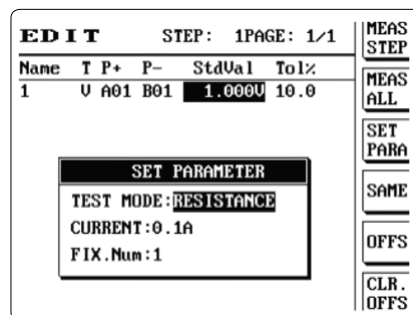 EDIT STEP: 1PAGE: 1/1
Name T P+ P- StdVal Tol%
1 V A01 B01 1.000V 10.0
SET PARAMETER
TEST MODE:RESISTANCE
CURRENT:0.1A
FIX.Num:1
MEAS
STEP
MEAS
ALL
SET
PARA
SAME
OFFS
CLR.
OFFS